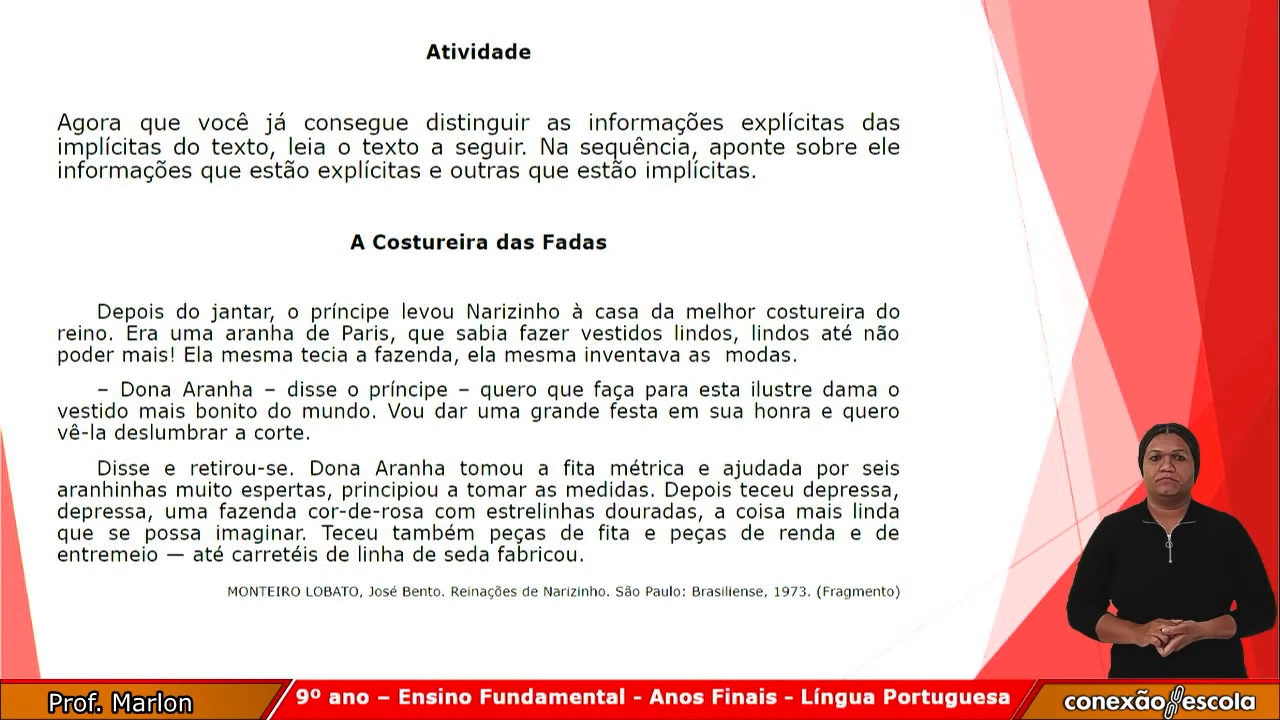 Atividade
Agora que você já consegue distinguir as informações explícitas das
implícitas do texto, leia o texto a seguir. Na sequência, aponte sobre ele
informações que estão explícitas e outras que estão implícitas.
A Costureira das Fadas
Depois do jantar, o príncipe levou Narizinho à casa da melhor costureira do
reino. Era uma aranha de Paris, que sabia fazer vestidos lindos, lindos até não
poder mais! Ela mesma tecia a fazenda, ela mesma inventava as modas.
– Dona Aranha – disse o príncipe – quero que faça para esta ilustre dama o
vestido mais bonito do mundo. Vou dar uma grande festa em sua honra e quero
vê-la deslumbrar a corte.
Disse e retirou-se. Dona Aranha tomou a fita métrica e ajudada por seis
aranhinhas muito espertas, principiou a tomar as medidas. Depois teceu depressa,
depressa, uma fazenda cor-de-rosa com estrelinhas douradas, a coisa mais linda
que se possa imaginar. Teceu também peças de fita e peças de renda e de
entremeio — até carretéis de linha de seda fabricou.
MONTEIRO LOBATO, José Bento. Reinações de Narizinho. São Paulo: Brasiliense, 1973. (Fragmento)
Prof. Marlon
9º ano – Ensino Fundamental - Anos Finais - Língua Portuguesa
conexão escola